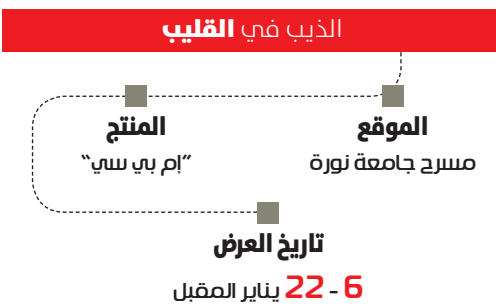 الذيب في القليب
الموقع
مسرح جامعة نورة
المنتج
"إم بي سي"
تاريخ العرض
6 - 22 يناير المقبل